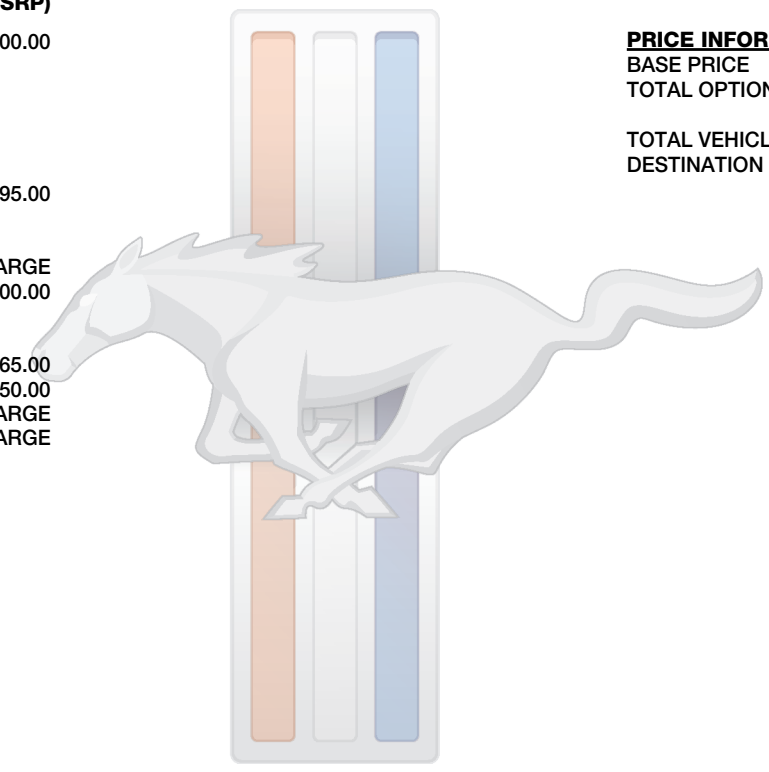 SRP)
00.00
95.00
ARGE
00.00
65.00
50.00
ARGE
ARGE
PRICE INFOR
BASE PRICE
TOTAL OPTION
TOTAL VEHICL
DESTINATION